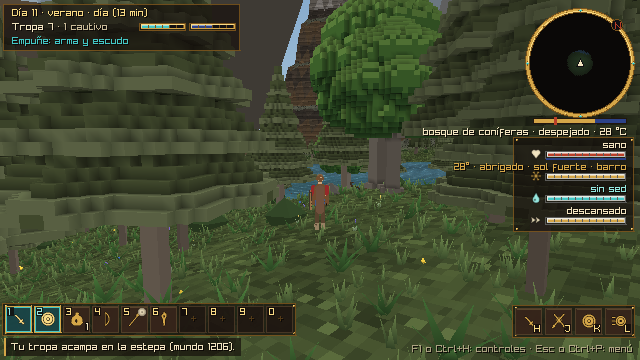 Día 11 · verano · día (13 min)
Tropa 7 · 1 cautivo
Empuñe: arma y escudo
N
bosque de coníferas · despejado · 28 °C
sano
28° · abrigado · sol fuerte · barro
sin sed
descansado
1 2 3 4 5 6 7 8 9 0
1
H J K L
Tu tropa acampa en la estepa (mundo 1206).
F1 o Ctrl+H: controles · Esc o Ctrl+P: menú